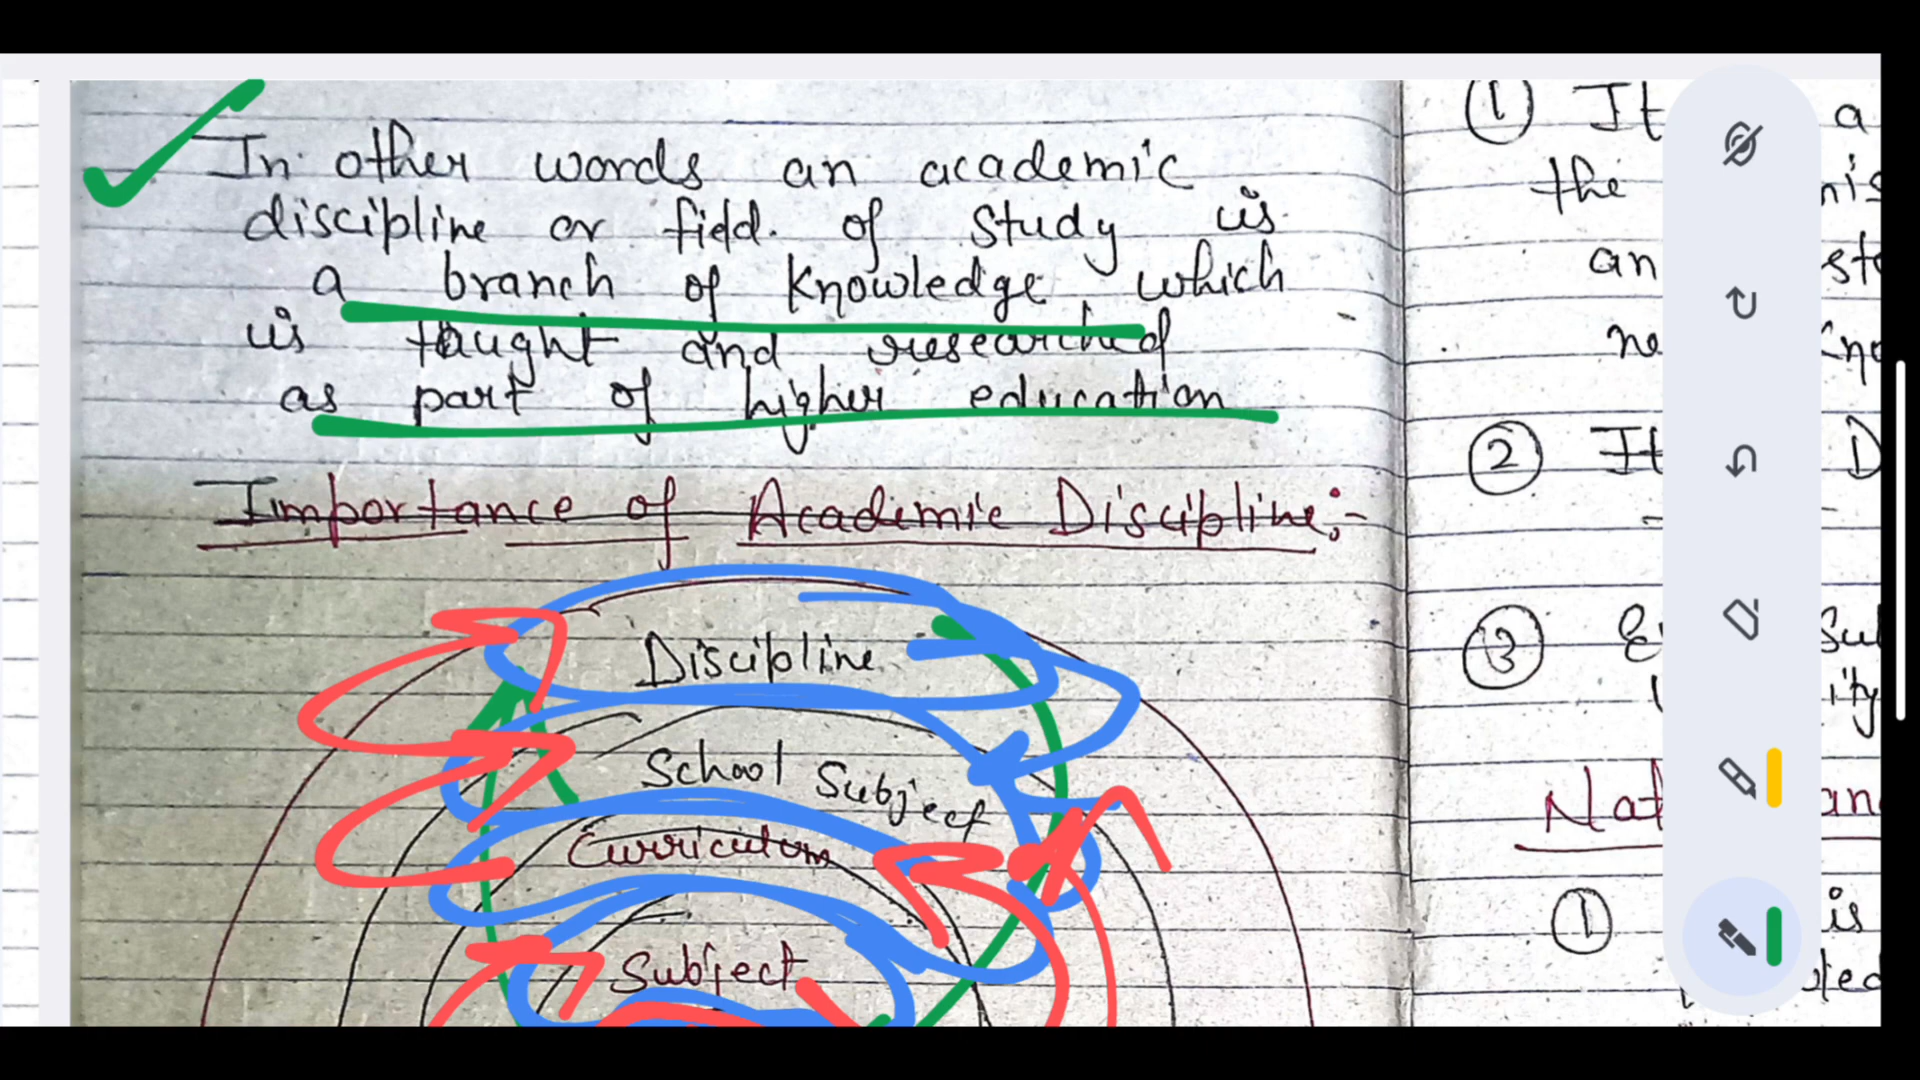 In other words an academic
discipline or field. of Study is
a branch of Knowledge which
is taught and researched
as part of higher education
Importance of Academic Discipline:-
Discipline
School Subject
Curriculum
Subject
① It a
the
an
②  It D
③
Nat
① is